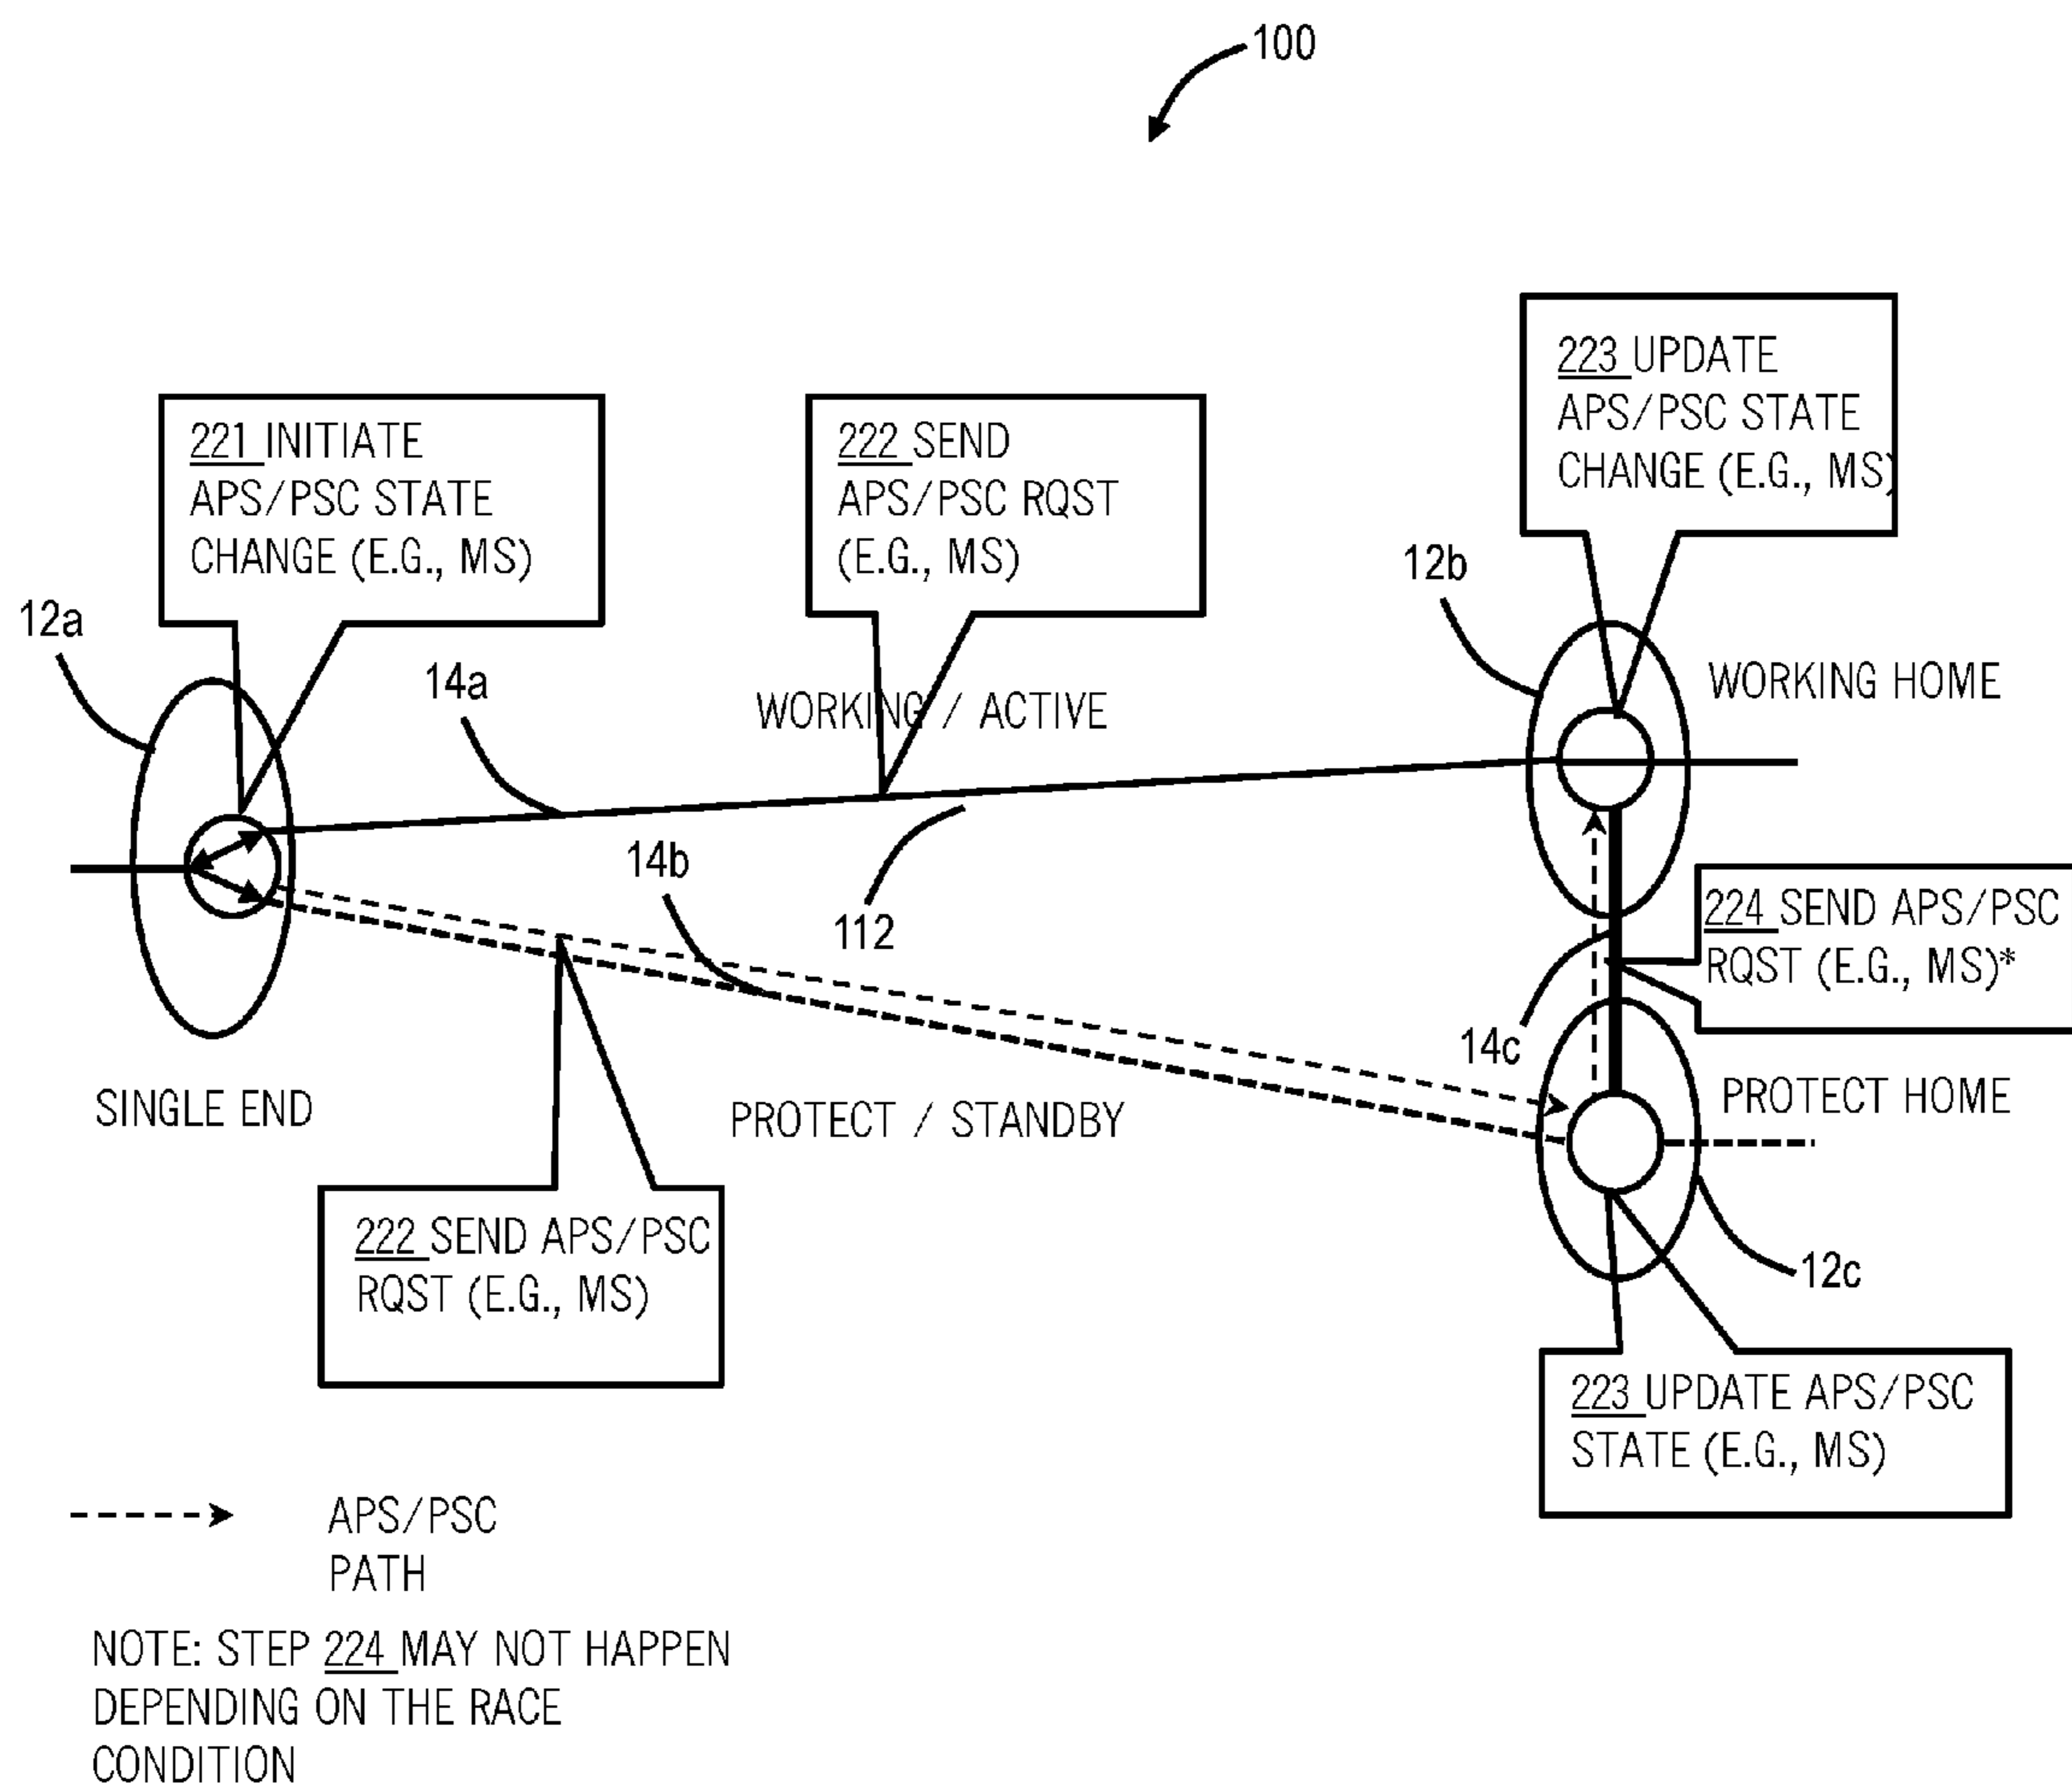 100
223 UPDATE
APS/PSC STATE
CHANGE (E.G., MS)
221 INITIATE
APS/PSC STATE
CHANGE (E.G., MS)
222 SEND
APS/PSC RQST
(E.G., MS)
12b
12a
14a
WORKING / ACTIVE
WORKING HOME
14b
112
224 SEND APS/PSC
RQST (E.G., MS)*
14c
SINGLE END
PROTECT / STANDBY
PROTECT HOME
222 SEND APS/PSC
RQST (E.G., MS)
12c
223 UPDATE APS/PSC
STATE (E.G., MS)
APS/PSC
PATH
NOTE: STEP 224 MAY NOT HAPPEN
DEPENDING ON THE RACE
CONDITION